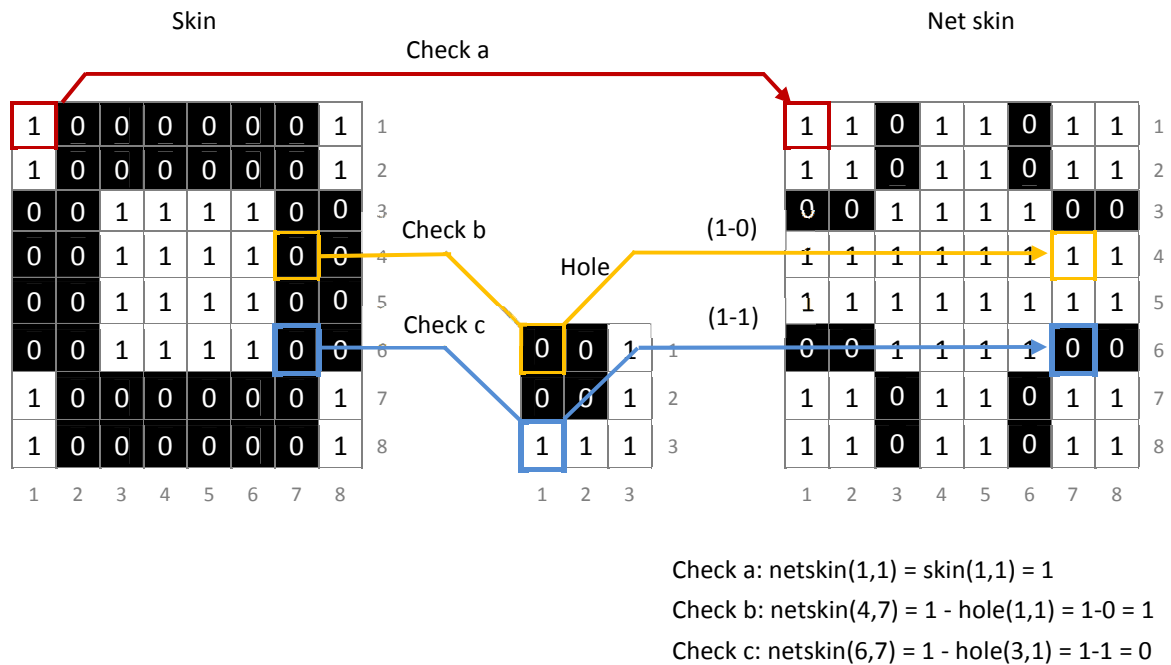 Skin
Check a
1 0 0 0 0 0 0 1 1
1 0 0 0 0 0 0 1 2
0 0 1 1 1 1 0 0 3
0 0 1 1 1 1 0 0 4
0 0 1 1 1 1 0 0 5
0 0 1 1 1 1 0 0 6
1 0 0 0 0 0 0 1 7
1 0 0 0 0 0 0 1 8
1 2 3 4 5 6 7 8
Check b
Check c
Hole
0 0 1 1
0 0 1 2
1 1 1 3
1 2 3
(1-0)
(1-1)
Net skin
1 1 0 1 1 0 1 1 1
1 1 0 1 1 0 1 1 2
0 0 1 1 1 1 0 0 3
1 1 1 1 1 1 1 1 4
1 1 1 1 1 1 1 1 5
0 0 1 1 1 1 0 0 6
1 1 0 1 1 0 1 1 7
1 1 0 1 1 0 1 1 8
1 2 3 4 5 6 7 8
Check a: netskin(1,1) = skin(1,1) = 1
Check b: netskin(4,7) = 1 - hole(1,1) = 1-0 = 1
Check c: netskin(6,7) = 1 - hole(3,1) = 1-1 = 0